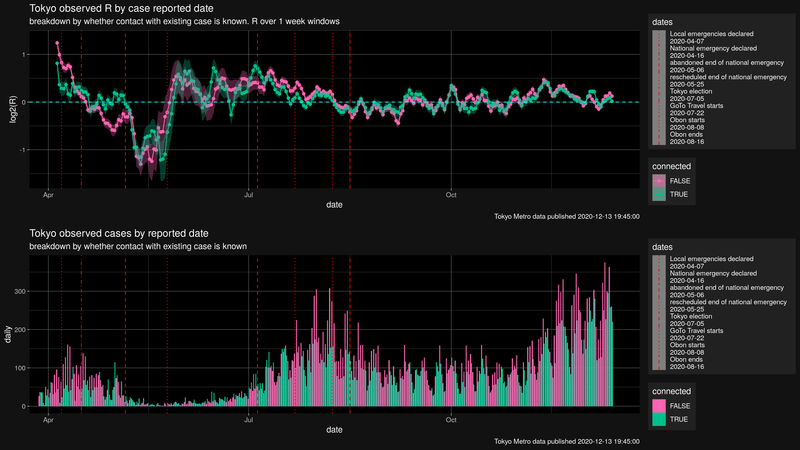 Tokyo observed R by case reported date
breakdown by whether contact with existing case is known. R over 1 week windows
log2(R)
1
0
-1
Apr
Jul
Oct
date
Tokyo Metro data published 2020-12-13 19:45:00
dates
Local emergencies declared
2020-04-07
National emergency declared
2020-04-16
abandoned end of national emergency
2020-05-06
rescheduled end of national emergency
2020-05-25
Tokyo election
2020-07-05
GoTo Travel starts
2020-07-22
Obon starts
2020-08-08
Obon ends
2020-08-16
connected
FALSE
TRUE
Tokyo observed cases by reported date
breakdown by whether contact with existing case is known
daily
300
200
100
0
Apr
Jul
Oct
date
Tokyo Metro data published 2020-12-13 19:45:00
dates
Local emergencies declared
2020-04-07
National emergency declared
2020-04-16
abandoned end of national emergency
2020-05-06
rescheduled end of national emergency
2020-05-25
Tokyo election
2020-07-05
GoTo Travel starts
2020-07-22
Obon starts
2020-08-08
Obon ends
2020-08-16
connected
FALSE
TRUE